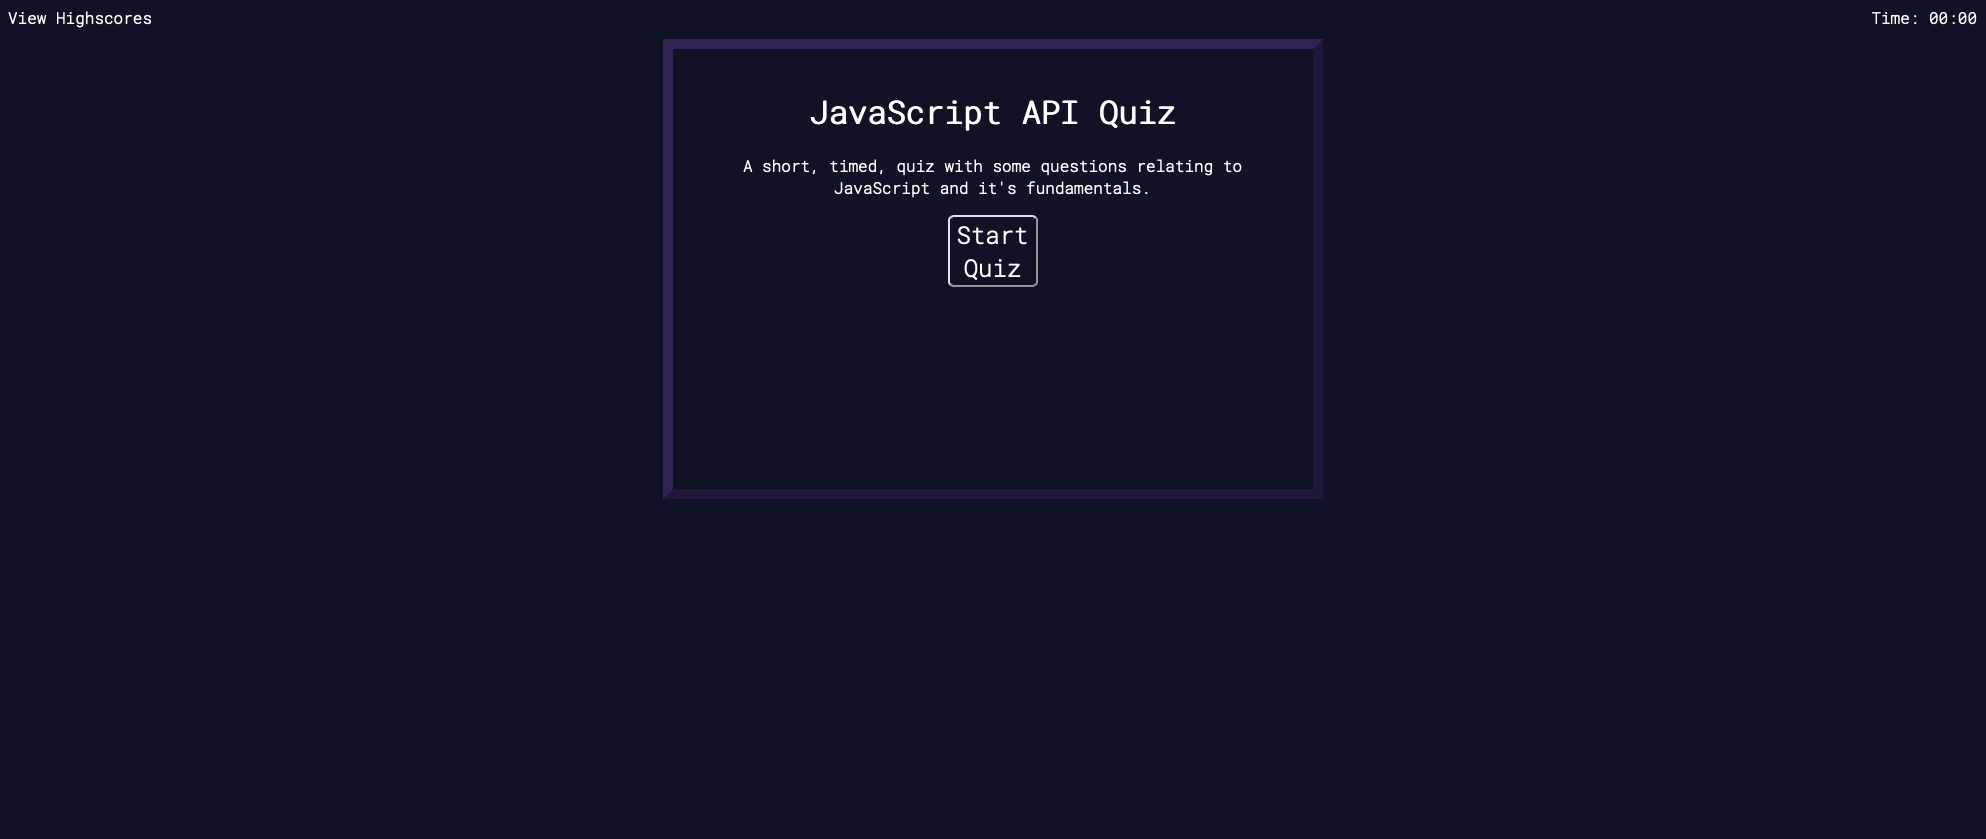 View Highscores
Time: 00:00
JavaScript API Quiz
A short, timed, quiz with some questions relating to
JavaScript and it's fundamentals.
Start
Quiz